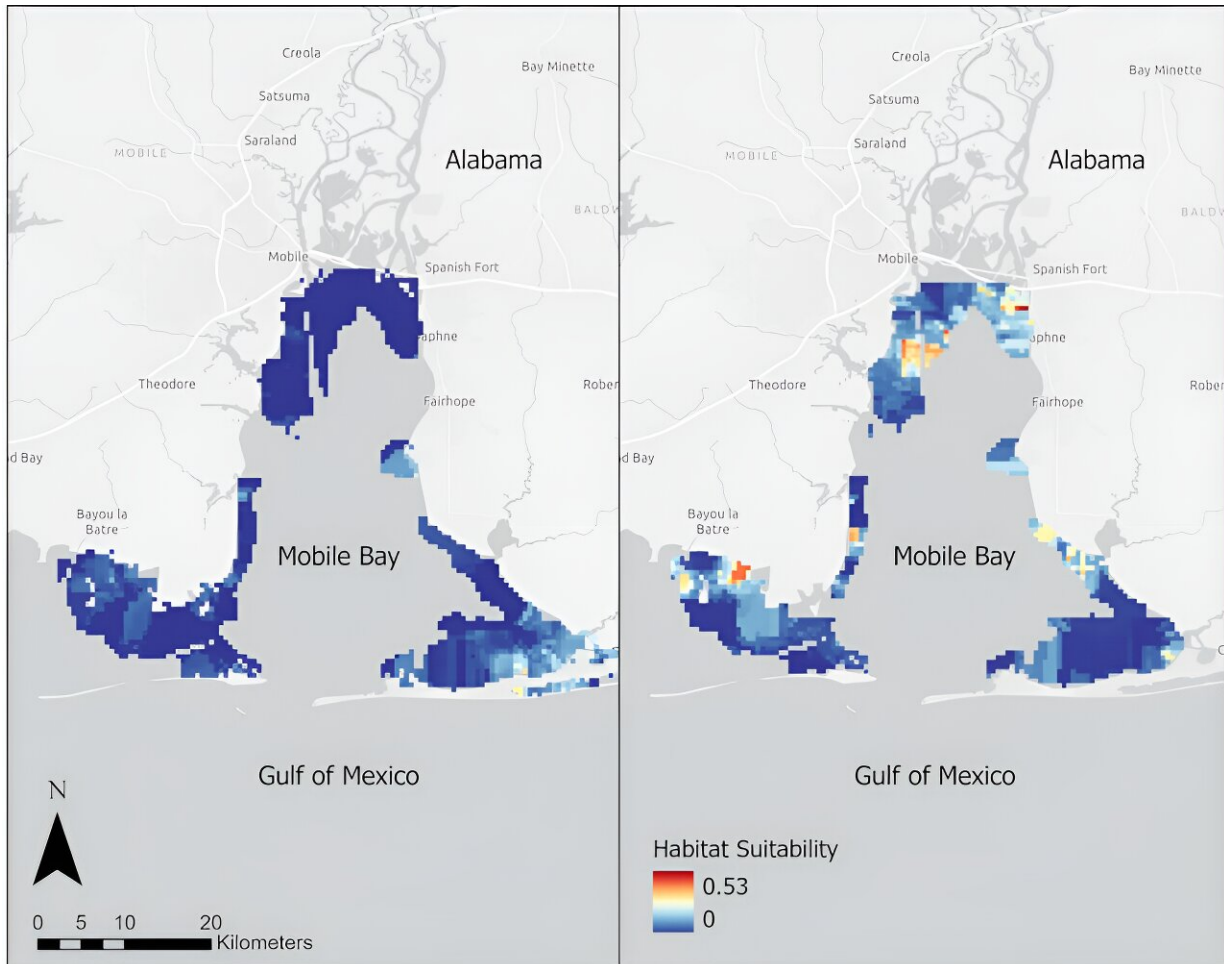 Creola
Bay Minette
Satsuma
Saraland
MOBILE
Alabama
BALDW
Mobile
Spanish Fort
aphne
Theodore
Rober
Fairhope
d Bay
Bayou la
Batre
Mobile Bay
Gulf of Mexico
N
0 5 10 20
Kilometers
Creola
Bay Minette
Satsuma
Saraland
MOBILE
Alabama
BALDW
Mobile
Spanish Fort
Daphne
Theodore
Rober
Fairhope
d Bay
Bayou la
Batre
Mobile Bay
Gulf of Mexico
Habitat Suitability
0.53
0